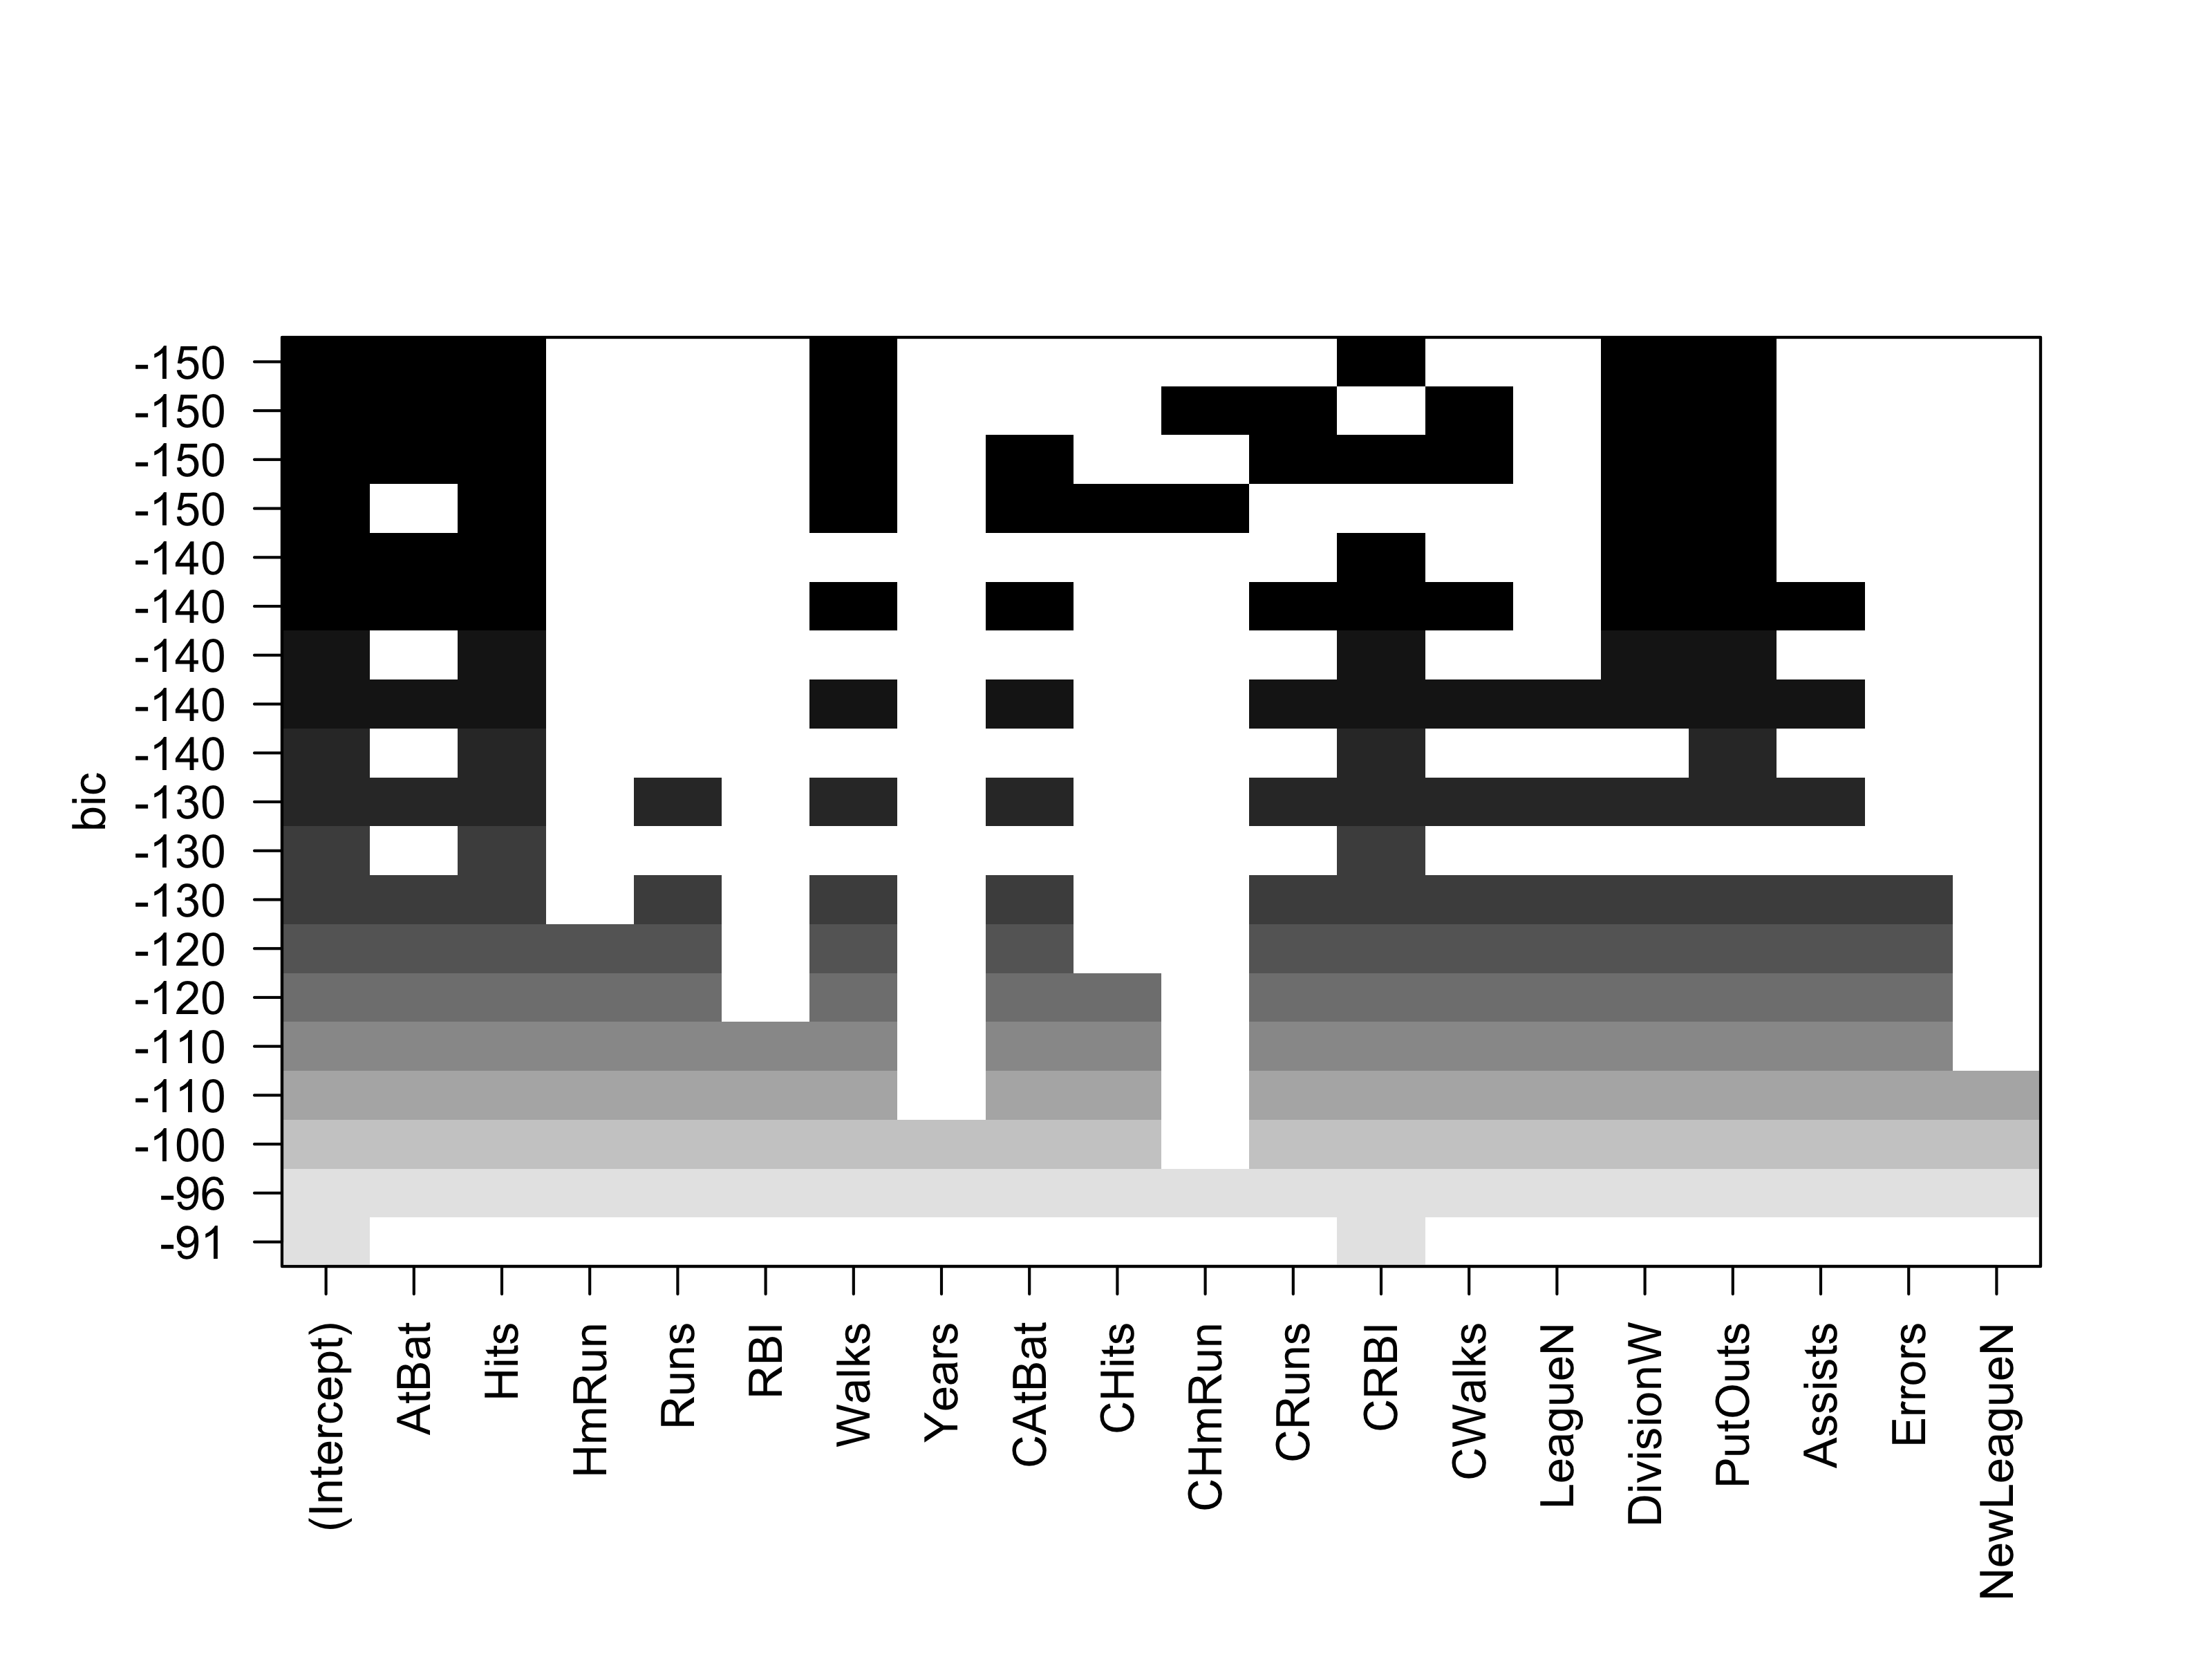 -150
-150
-150
-150
-140
-140
-140
-140
-140
-130
-130
-130
-120
-120
-110
-110
-100
-96
-91
bic
(Intercept)
AtBat
Hits
HmRun
Runs
RBI
Walks
Years
CAtBat
CHits
CHmRun
CRuns
CRBI
CWalks
LeagueN
DivisionW
PutOuts
Assists
Errors
NewLeagueN